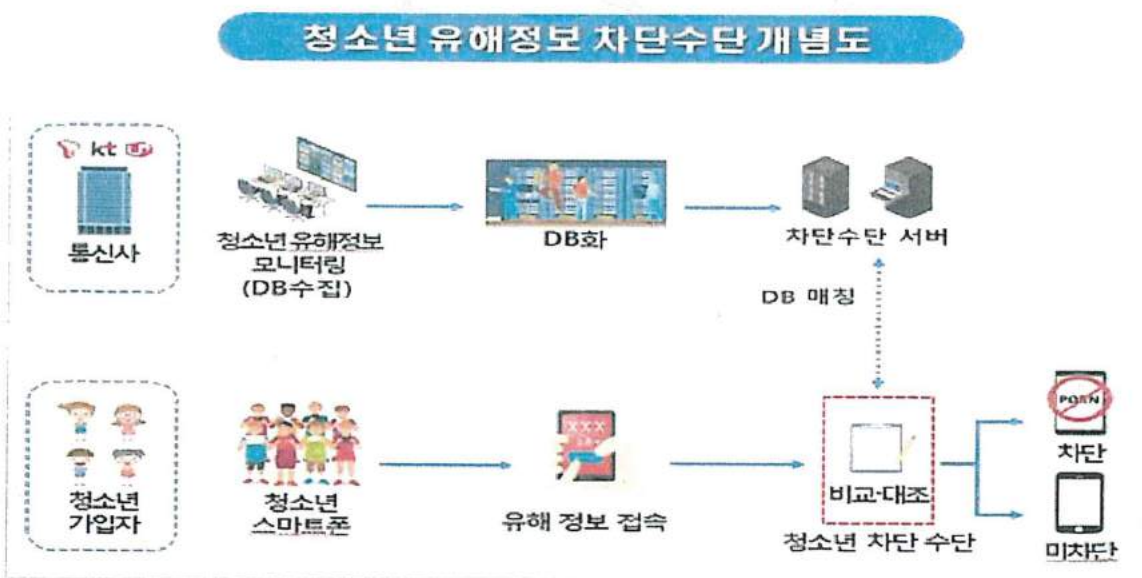 청소년 유해정보 차단수단 개념도
kt
통신사
청소년 유해정보
모니터링
(DB수집)
DB화
차단수단 서버
DB 매칭
청소년
가입자
청소년
스마트폰
XXX
유해 정보 접속
비교·대조
청소년 차단 수단
PORN
차단
미차단